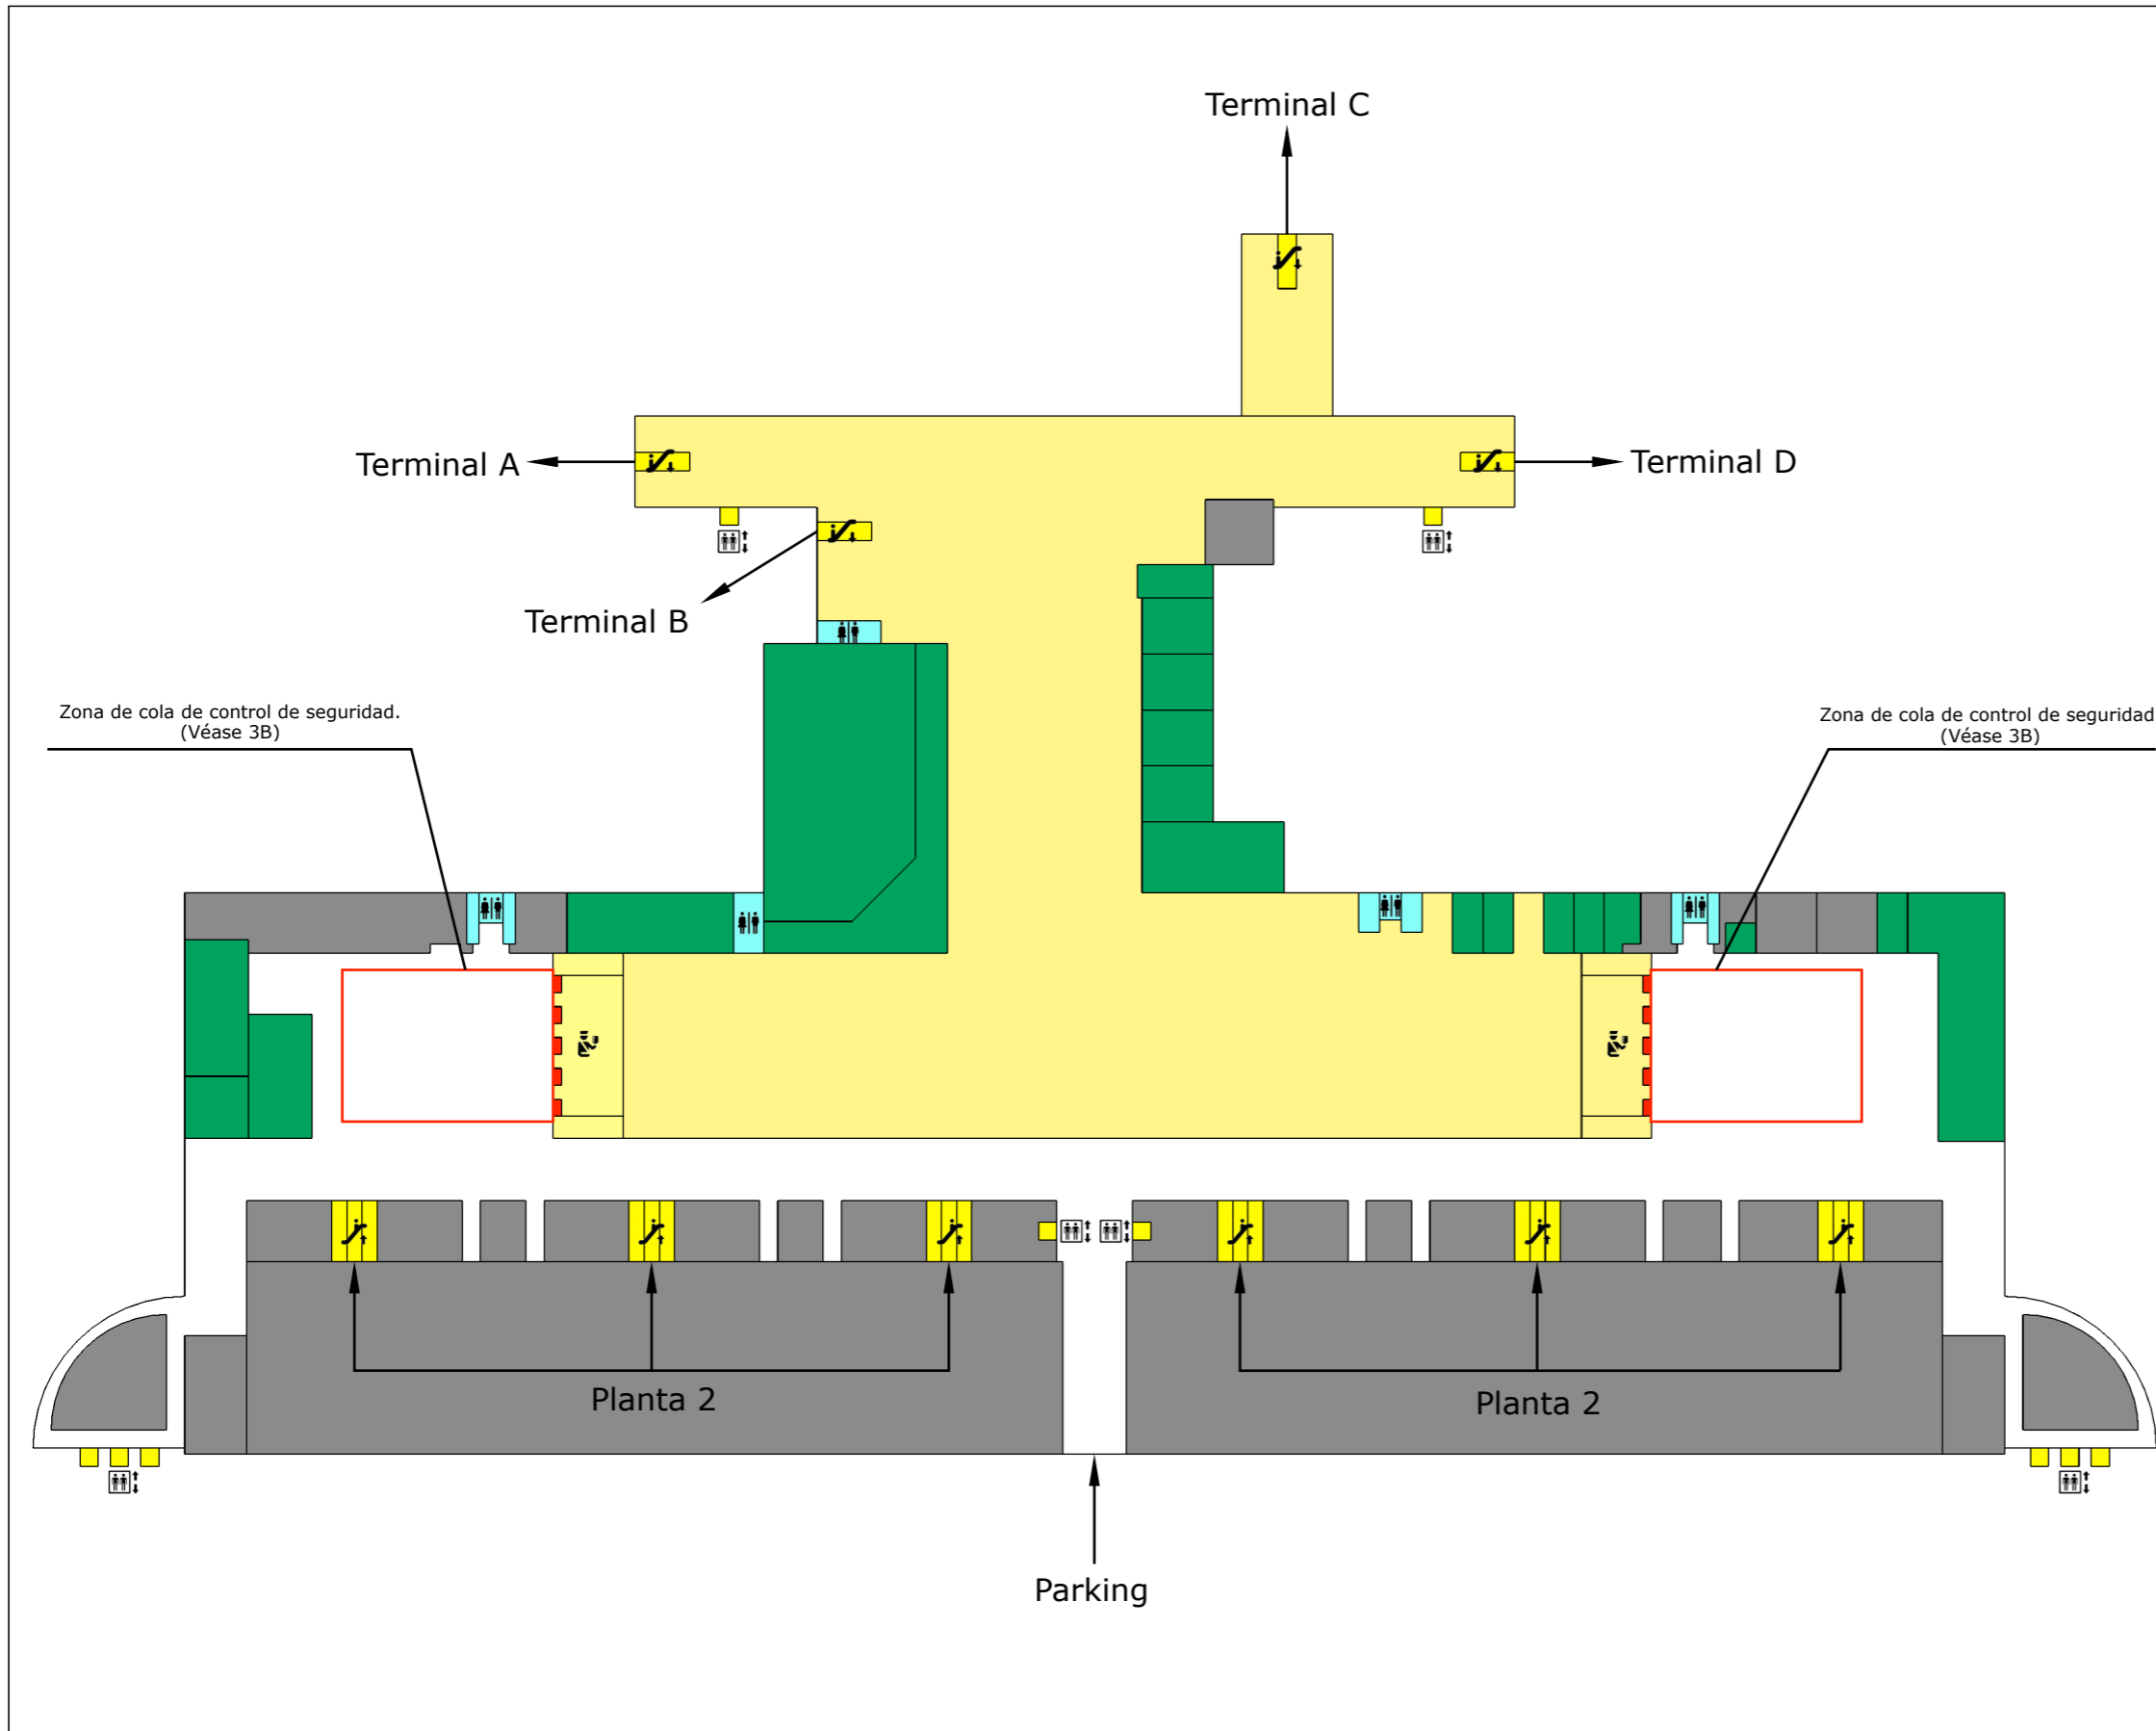 Terminal C
Terminal A
Terminal D
Terminal B
Zona de cola de control de seguridad.
(Véase 3B)
Zona de cola de control de seguridad
(Véase 3B)
Planta 2
Planta 2
Parking